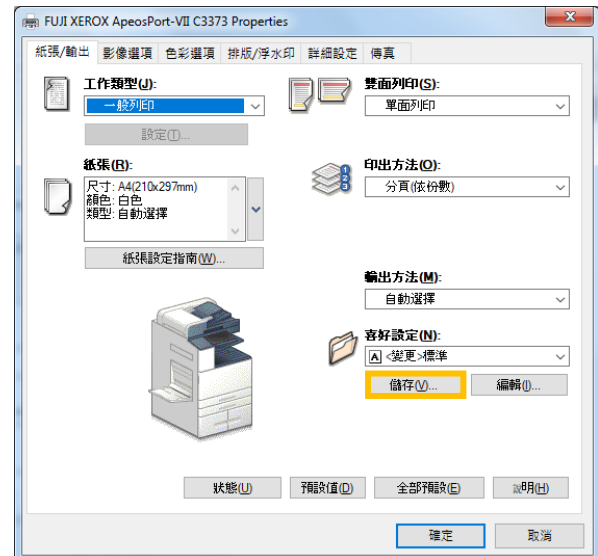 FUJI XEROX ApeosPort-VII C3373 Properties
紙張/輸出 影像選項 色彩選項 排版/浮水印 詳細設定 傳真
工作類型(J):
一般列印
設定(T)...
紙張(R):
尺寸: A4(210x297mm)
顏色: 白色
類型: 自動選擇
紙張設定指南(W)...
雙面列印(S):
單面列印
印出方法(O):
1
2
3
分頁(依份數)
輸出方法(M):
自動選擇
喜好設定(N):
A <變更>標準
儲存(V)... 編輯(I)...
狀態(U) 預設值(D) 全部預設(E) 說明(H)
確定 取消